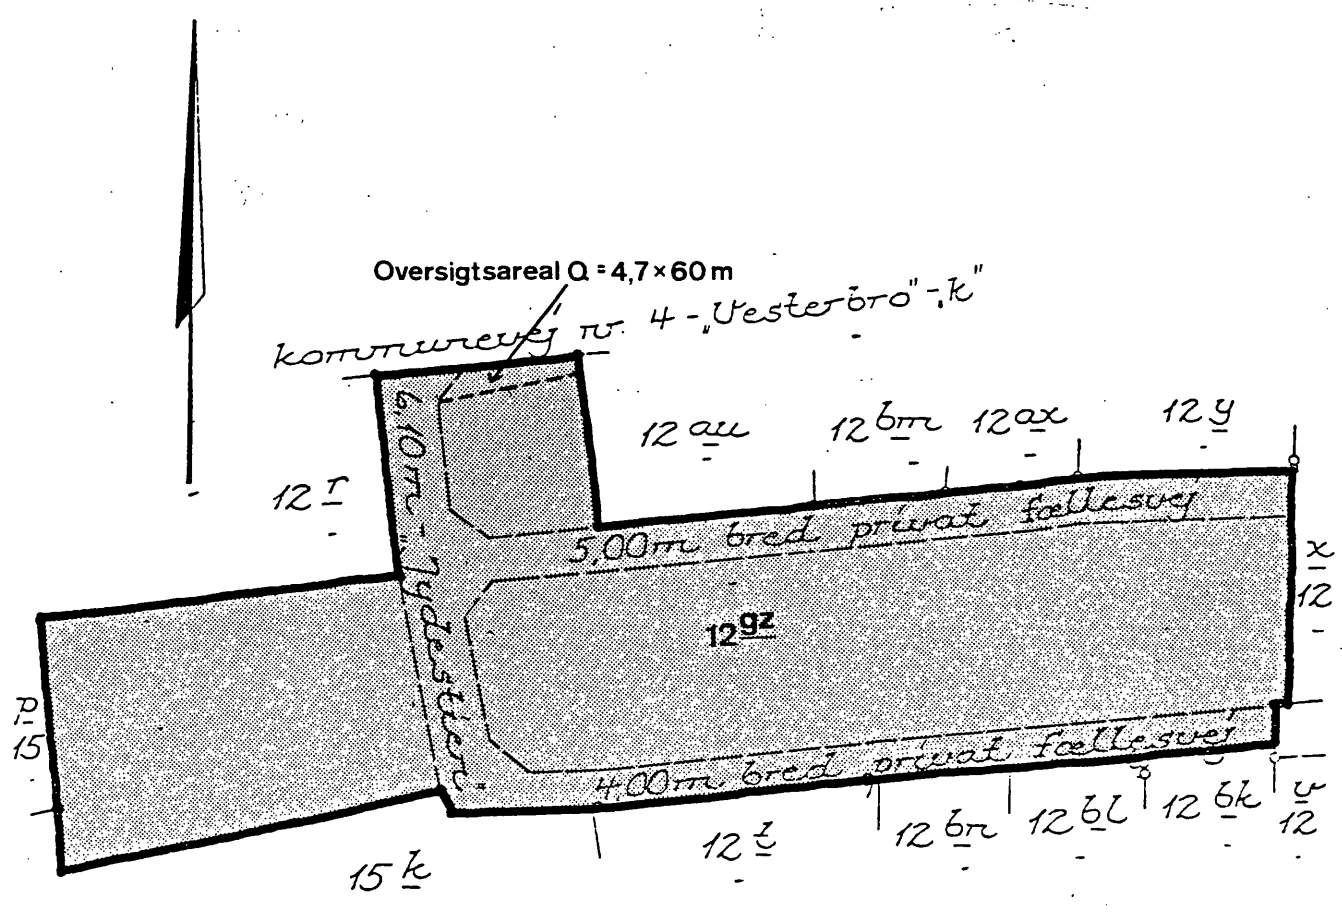 Oversigtsareal Q = 4,7 × 60 m
kommunevej nr. 4 - "Vesterbro" - k"
12 au
12 bm
12 ax
12 y
12 r
6,10 m - "Jydestien"
5,00 m bred privat fællesvej
x
12
12 gz
p
15
4.00 m bred privat fællesvej
12 t
12 bn
12 bl
12 bk
v
12
15 k